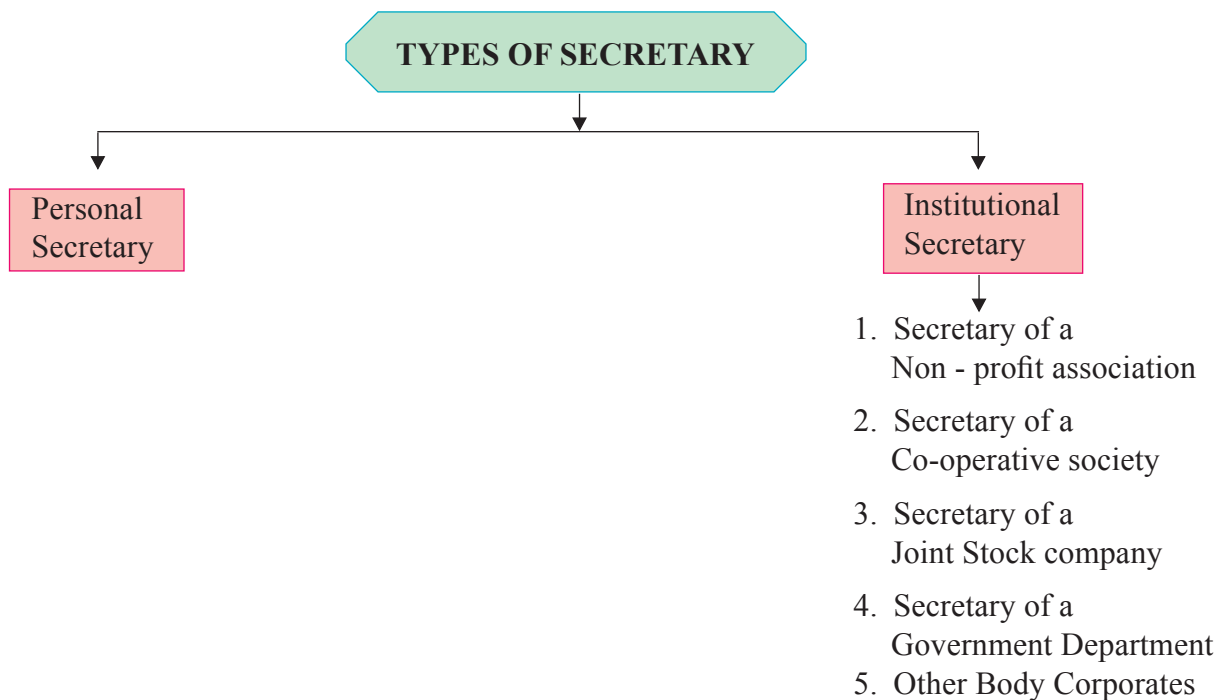 TYPES OF SECRETARY
Personal
Secretary
Institutional
Secretary
1. Secretary of a
Non - profit association
2. Secretary of a
Co-operative society
3. Secretary of a
Joint Stock company
4. Secretary of a
Government Department
5. Other Body Corporates